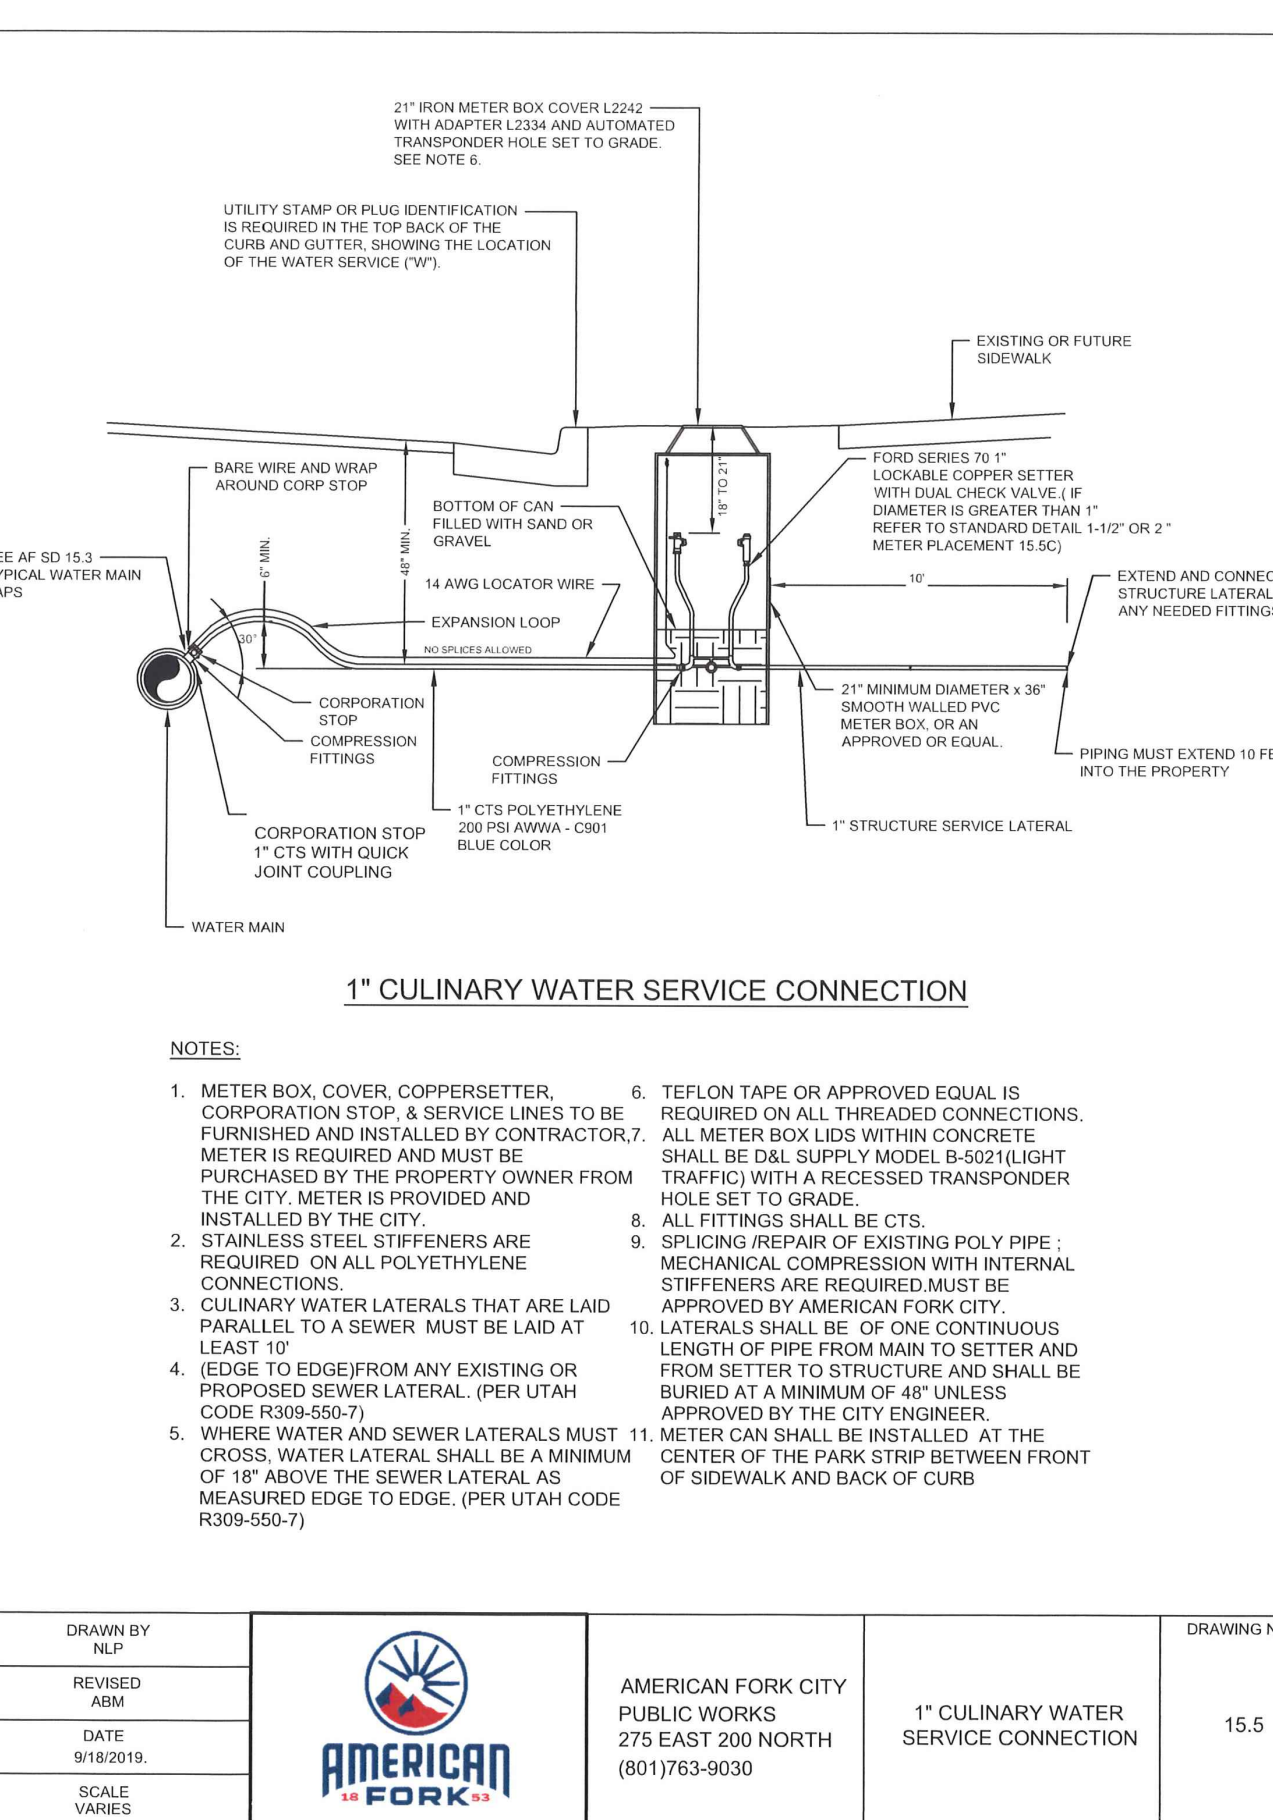 21" IRON METER BOX COVER L2242
WITH ADAPTER L2334 AND AUTOMATED
TRANSPONDER HOLE SET TO GRADE.
SEE NOTE 6.
UTILITY STAMP OR PLUG IDENTIFICATION
IS REQUIRED IN THE TOP BACK OF THE
CURB AND GUTTER, SHOWING THE LOCATION
OF THE WATER SERVICE ("W").
EXISTING OR FUTURE
SIDEWALK
BARE WIRE AND WRAP
AROUND CORP STOP
6" MIN.
48" MIN.
BOTTOM OF CAN
FILLED WITH SAND OR
GRAVEL
18" TO 21"
FORD SERIES 70 1"
LOCKABLE COPPER SETTER
WITH DUAL CHECK VALVE.( IF
DIAMETER IS GREATER THAN 1"
REFER TO STANDARD DETAIL 1-1/2" OR 2 "
METER PLACEMENT 15.5C)
EE AF SD 15.3
YPICAL WATER MAIN
APS
14 AWG LOCATOR WIRE
10'
EXTEND AND CONNEC
STRUCTURE LATERAL
ANY NEEDED FITTINGS
EXPANSION LOOP
30°
NO SPLICES ALLOWED
CORPORATION
STOP
COMPRESSION
FITTINGS
21" MINIMUM DIAMETER x 36"
SMOOTH WALLED PVC
METER BOX, OR AN
APPROVED OR EQUAL.
COMPRESSION
FITTINGS
PIPING MUST EXTEND 10 FE
INTO THE PROPERTY
1" CTS POLYETHYLENE
200 PSI AWWA - C901
BLUE COLOR
1" STRUCTURE SERVICE LATERAL
CORPORATION STOP
1" CTS WITH QUICK
JOINT COUPLING
WATER MAIN
1" CULINARY WATER SERVICE CONNECTION
NOTES:
1. METER BOX, COVER, COPPERSETTER,
CORPORATION STOP, & SERVICE LINES TO BE
FURNISHED AND INSTALLED BY CONTRACTOR,
METER IS REQUIRED AND MUST BE
PURCHASED BY THE PROPERTY OWNER FROM
THE CITY. METER IS PROVIDED AND
INSTALLED BY THE CITY.
2. STAINLESS STEEL STIFFENERS ARE
REQUIRED ON ALL POLYETHYLENE
CONNECTIONS.
3. CULINARY WATER LATERALS THAT ARE LAID
PARALLEL TO A SEWER MUST BE LAID AT
LEAST 10'
4. (EDGE TO EDGE)FROM ANY EXISTING OR
PROPOSED SEWER LATERAL. (PER UTAH
CODE R309-550-7)
5. WHERE WATER AND SEWER LATERALS MUST
CROSS, WATER LATERAL SHALL BE A MINIMUM
OF 18" ABOVE THE SEWER LATERAL AS
MEASURED EDGE TO EDGE. (PER UTAH CODE
R309-550-7)
6. TEFLON TAPE OR APPROVED EQUAL IS
REQUIRED ON ALL THREADED CONNECTIONS.
7. ALL METER BOX LIDS WITHIN CONCRETE
SHALL BE D&L SUPPLY MODEL B-5021(LIGHT
TRAFFIC) WITH A RECESSED TRANSPONDER
HOLE SET TO GRADE.
8. ALL FITTINGS SHALL BE CTS.
9. SPLICING /REPAIR OF EXISTING POLY PIPE ;
MECHANICAL COMPRESSION WITH INTERNAL
STIFFENERS ARE REQUIRED.MUST BE
APPROVED BY AMERICAN FORK CITY.
10. LATERALS SHALL BE OF ONE CONTINUOUS
LENGTH OF PIPE FROM MAIN TO SETTER AND
FROM SETTER TO STRUCTURE AND SHALL BE
BURIED AT A MINIMUM OF 48" UNLESS
APPROVED BY THE CITY ENGINEER.
11. METER CAN SHALL BE INSTALLED AT THE
CENTER OF THE PARK STRIP BETWEEN FRONT
OF SIDEWALK AND BACK OF CURB
DRAWN BY
NLP
REVISED
ABM
DATE
9/18/2019.
SCALE
VARIES
AMERICAN
18 FORK 53
AMERICAN FORK CITY
PUBLIC WORKS
275 EAST 200 NORTH
(801)763-9030
1" CULINARY WATER
SERVICE CONNECTION
DRAWING N
15.5